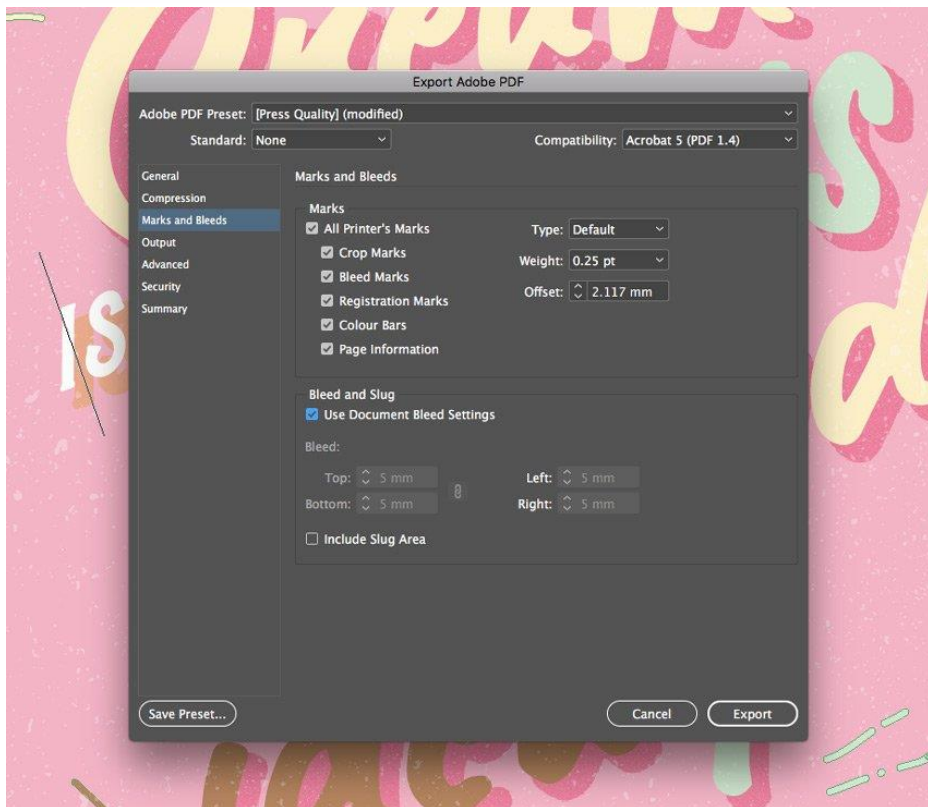 IS
Export Adobe PDF
Adobe PDF Preset: [Press Quality] (modified)
Standard: None Compatibility: Acrobat 5 (PDF 1.4)
General
Compression
Marks and Bleeds
Output
Advanced
Security
Summary
Marks and Bleeds
Marks
All Printer's Marks
Crop Marks
Bleed Marks
Registration Marks
Colour Bars
Page Information
Type: Default
Weight: 0.25 pt
Offset: 2.117 mm
Bleed and Slug
Use Document Bleed Settings
Bleed:
Top: 5 mm Left: 5 mm
Bottom: 5 mm Right: 5 mm
Include Slug Area
Save Preset... Cancel Export